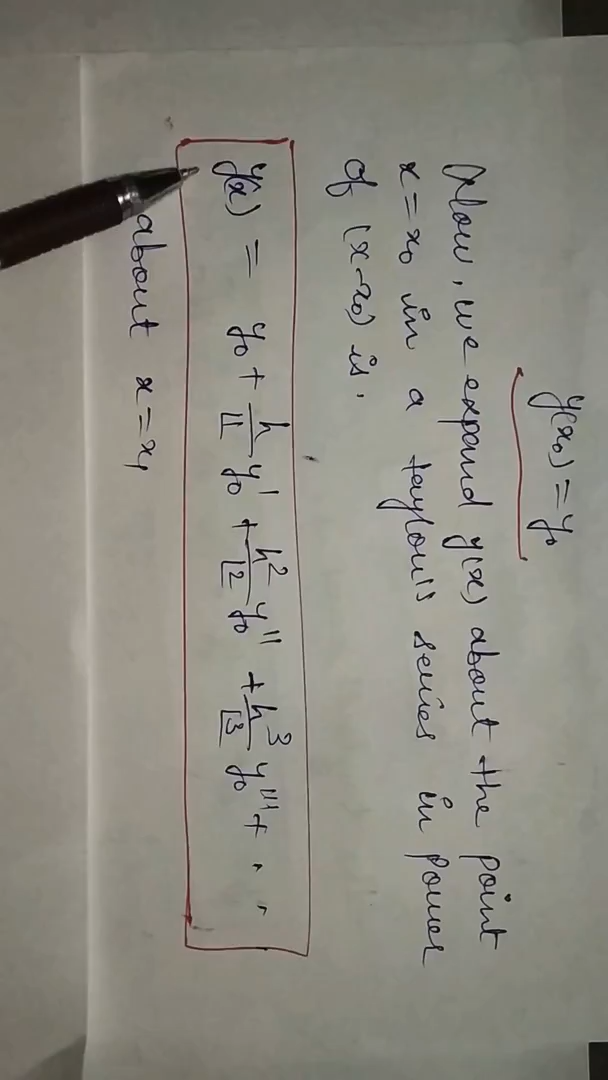 y(x₀) = y₀
Now, we expand y(x) about the point
x = x₀ in a taylou's series in power
of (x-x₀) is.
y(x) = y₀ + h/⌊1 y₀' + h²/⌊2 y₀'' + h³/⌊3 y₀''' + . .
about x = x₁